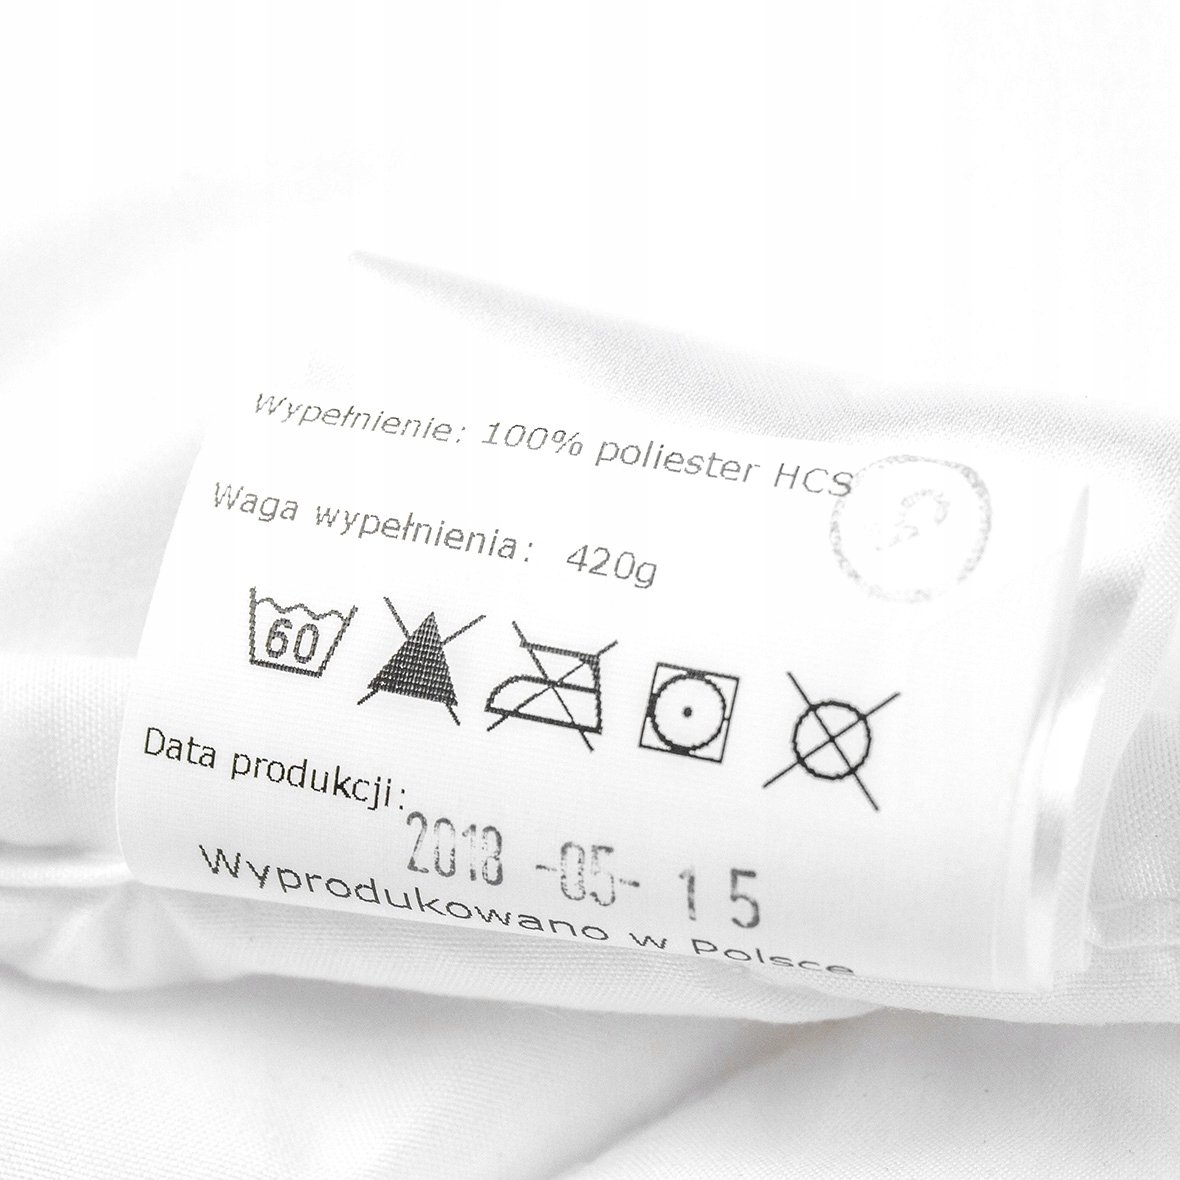 Wypełnienie: 100% poliester HCS
Waga wypełnienia: 420g
60
Data produkcji:
2018 -05- 15
Wyprodukowano w Polsce